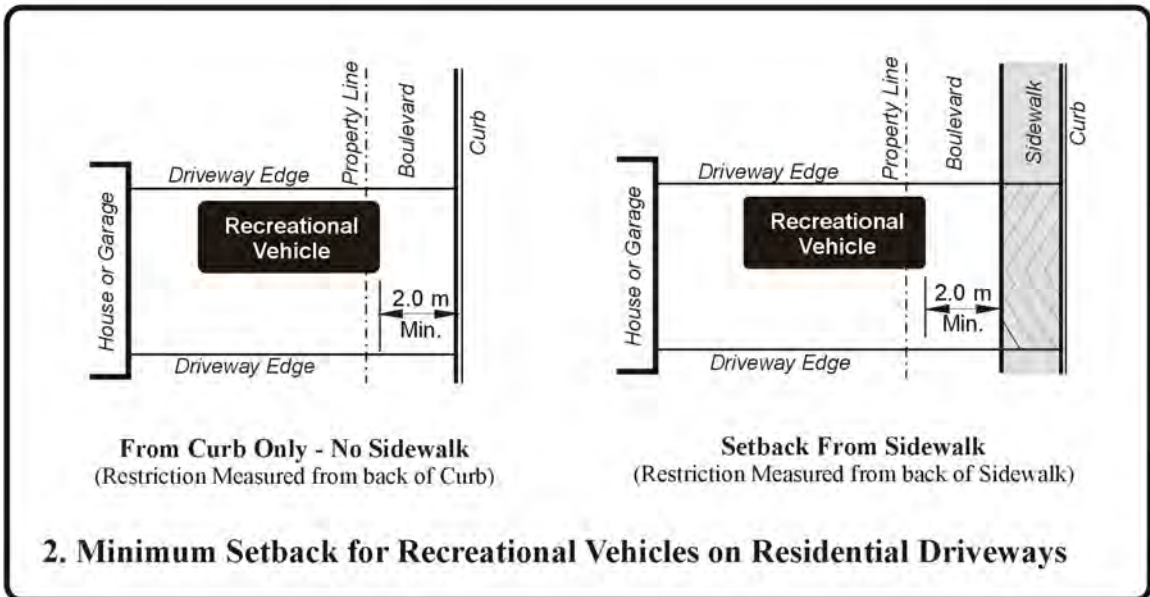 Property Line
Boulevard
Curb
Driveway Edge
House or Garage
Recreational
Vehicle
2.0 m
Min.
Driveway Edge
From Curb Only - No Sidewalk
(Restriction Measured from back of Curb)
Property Line
Boulevard
Sidewalk
Curb
Driveway Edge
House or Garage
Recreational
Vehicle
2.0 m
Min.
Driveway Edge
Setback From Sidewalk
(Restriction Measured from back of Sidewalk)
2. Minimum Setback for Recreational Vehicles on Residential Driveways